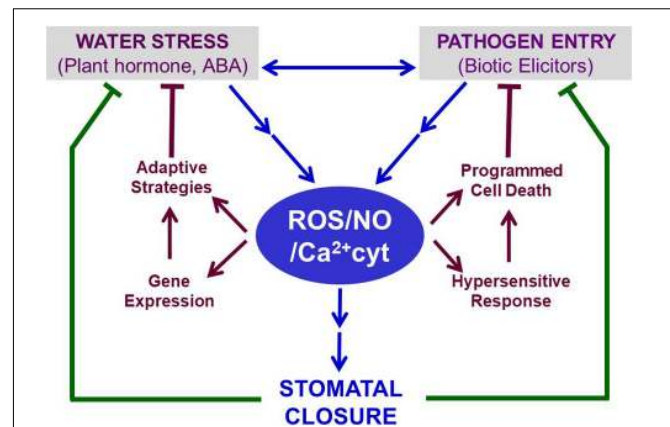 WATER STRESS
(Plant hormone, ABA)
PATHOGEN ENTRY
(Biotic Elicitors)
Adaptive
Strategies
Programmed
Cell Death
ROS/NO
/Ca²⁺cyt
Gene
Expression
Hypersensitive
Response
STOMATAL
CLOSURE